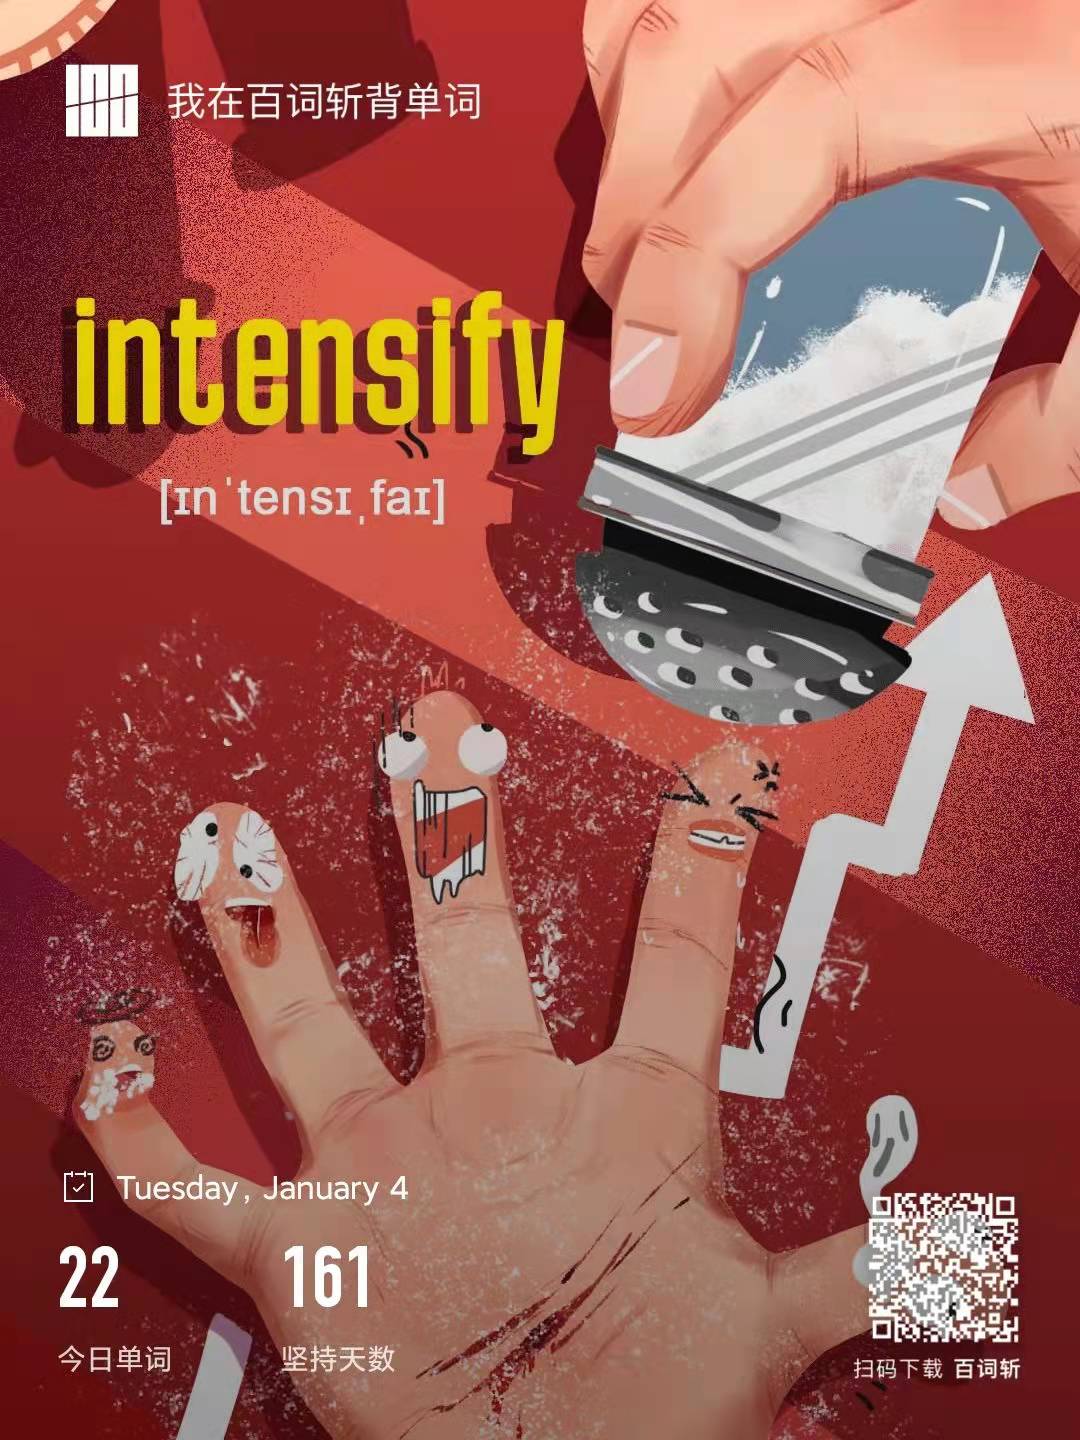 100 我在百词斩背单词
intensify
[ɪnˈtensɪˌfaɪ]
Tuesday, January 4
22 161
今日单词 坚持天数
扫码下载 百词斩